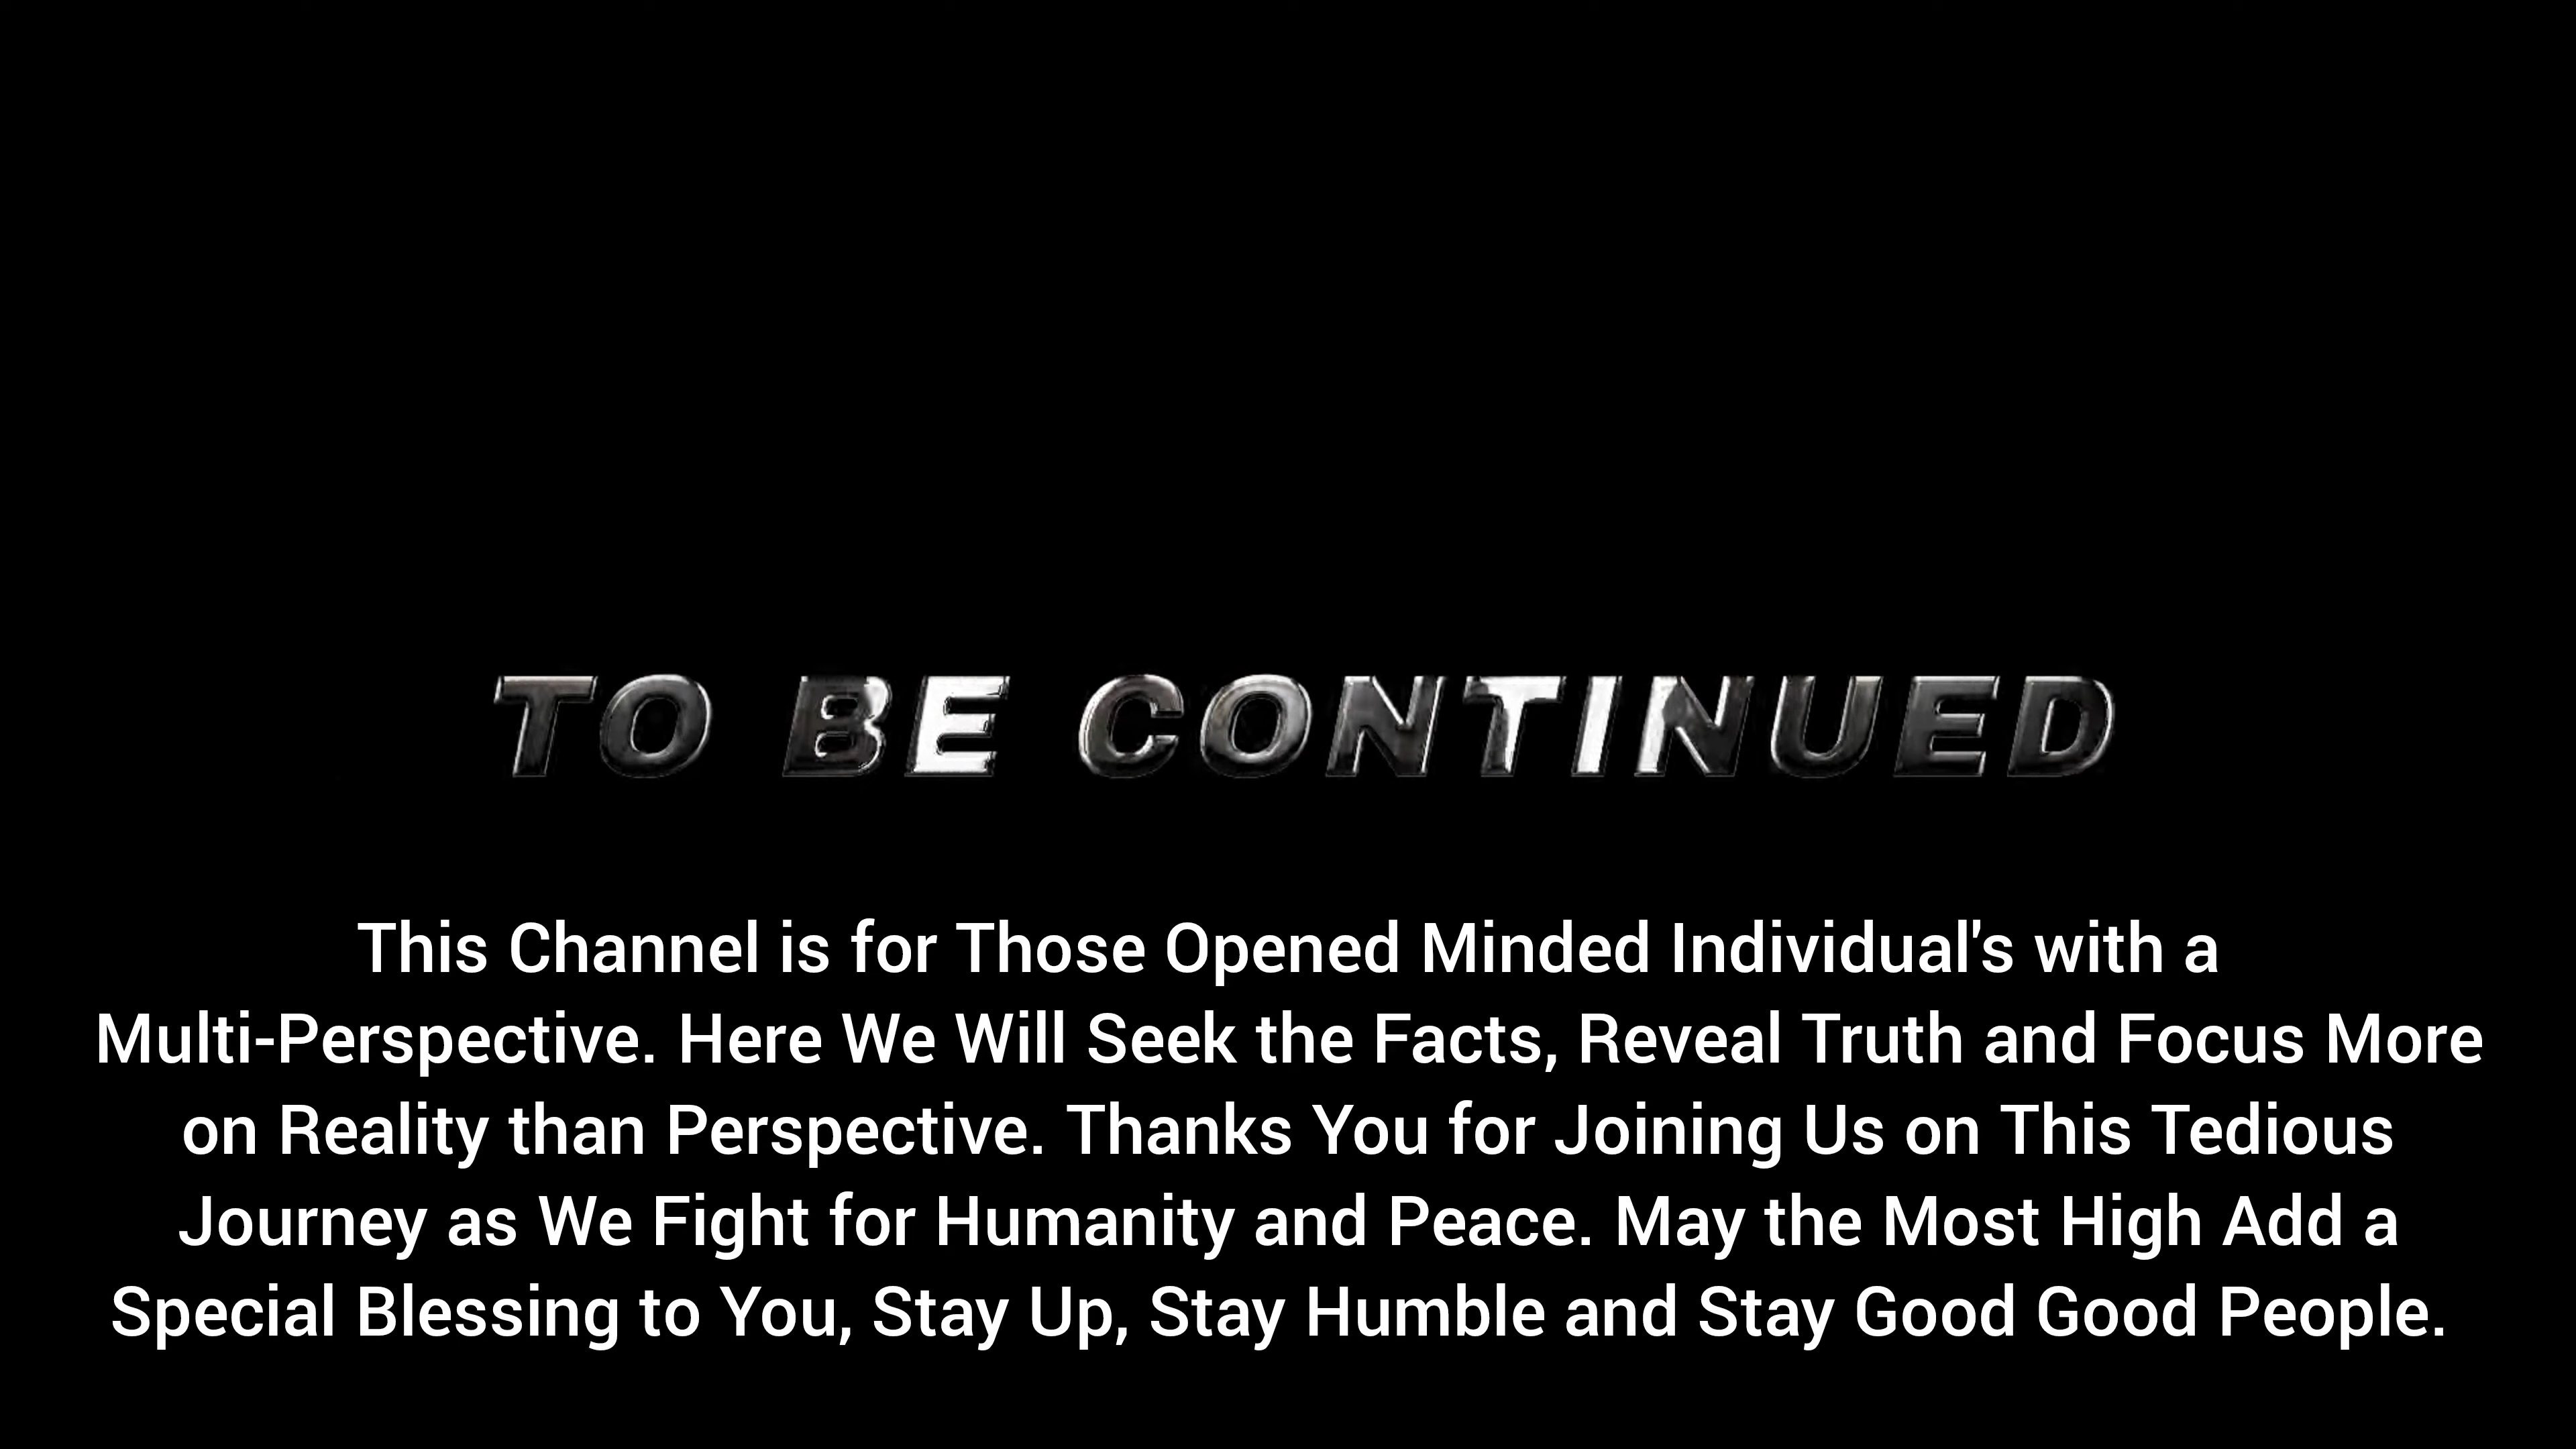 TO BE CONTINUED
This Channel is for Those Opened Minded Individual's with a
Multi-Perspective. Here We Will Seek the Facts, Reveal Truth and Focus More
on Reality than Perspective. Thanks You for Joining Us on This Tedious
Journey as We Fight for Humanity and Peace. May the Most High Add a
Special Blessing to You, Stay Up, Stay Humble and Stay Good Good People.